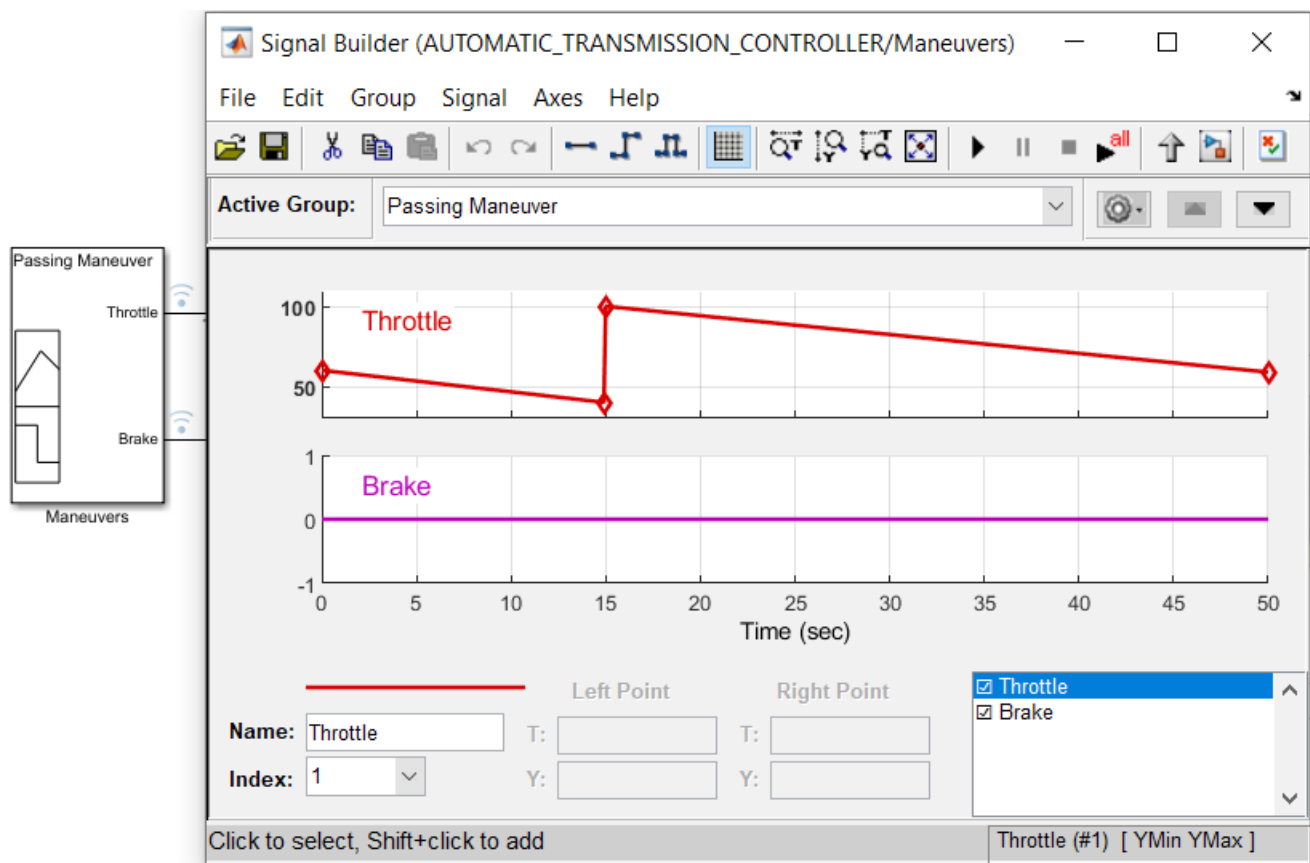 Signal Builder (AUTOMATIC_TRANSMISSION_CONTROLLER/Maneuvers)
File Edit Group Signal Axes Help
all
Active Group: Passing Maneuver
Passing Maneuver
Throttle
Brake
Maneuvers
100
50
Throttle
1
0
-1
Brake
0 5 10 15 20 25 30 35 40 45 50
Time (sec)
Left Point Right Point
Name: Throttle T: T:
Index: 1 Y: Y:
Throttle
Brake
Click to select, Shift+click to add Throttle (#1) [ YMin YMax ]